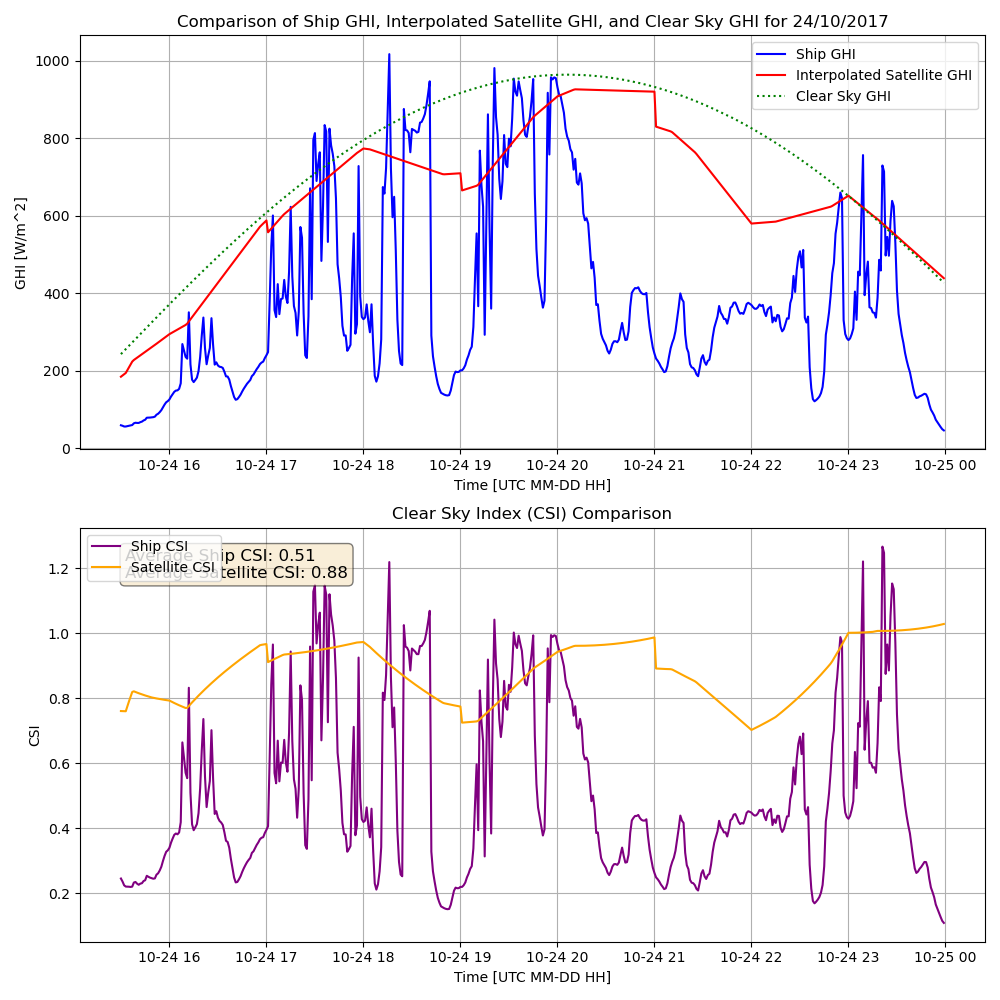 Comparison of Ship GHI, Interpolated Satellite GHI, and Clear Sky GHI for 24/10/2017
GHI [W/m^2]
1000
800
600
400
200
0
Ship GHI
Interpolated Satellite GHI
Clear Sky GHI
10-24 16 10-24 17 10-24 18 10-24 19 10-24 20 10-24 21 10-24 22 10-24 23 10-25 00
Time [UTC MM-DD HH]
Clear Sky Index (CSI) Comparison
CSI
1.2
1.0
0.8
0.6
0.4
0.2
Ship CSI
Satellite CSI
Average Ship CSI: 0.51
Average Satellite CSI: 0.88
10-24 16 10-24 17 10-24 18 10-24 19 10-24 20 10-24 21 10-24 22 10-24 23 10-25 00
Time [UTC MM-DD HH]